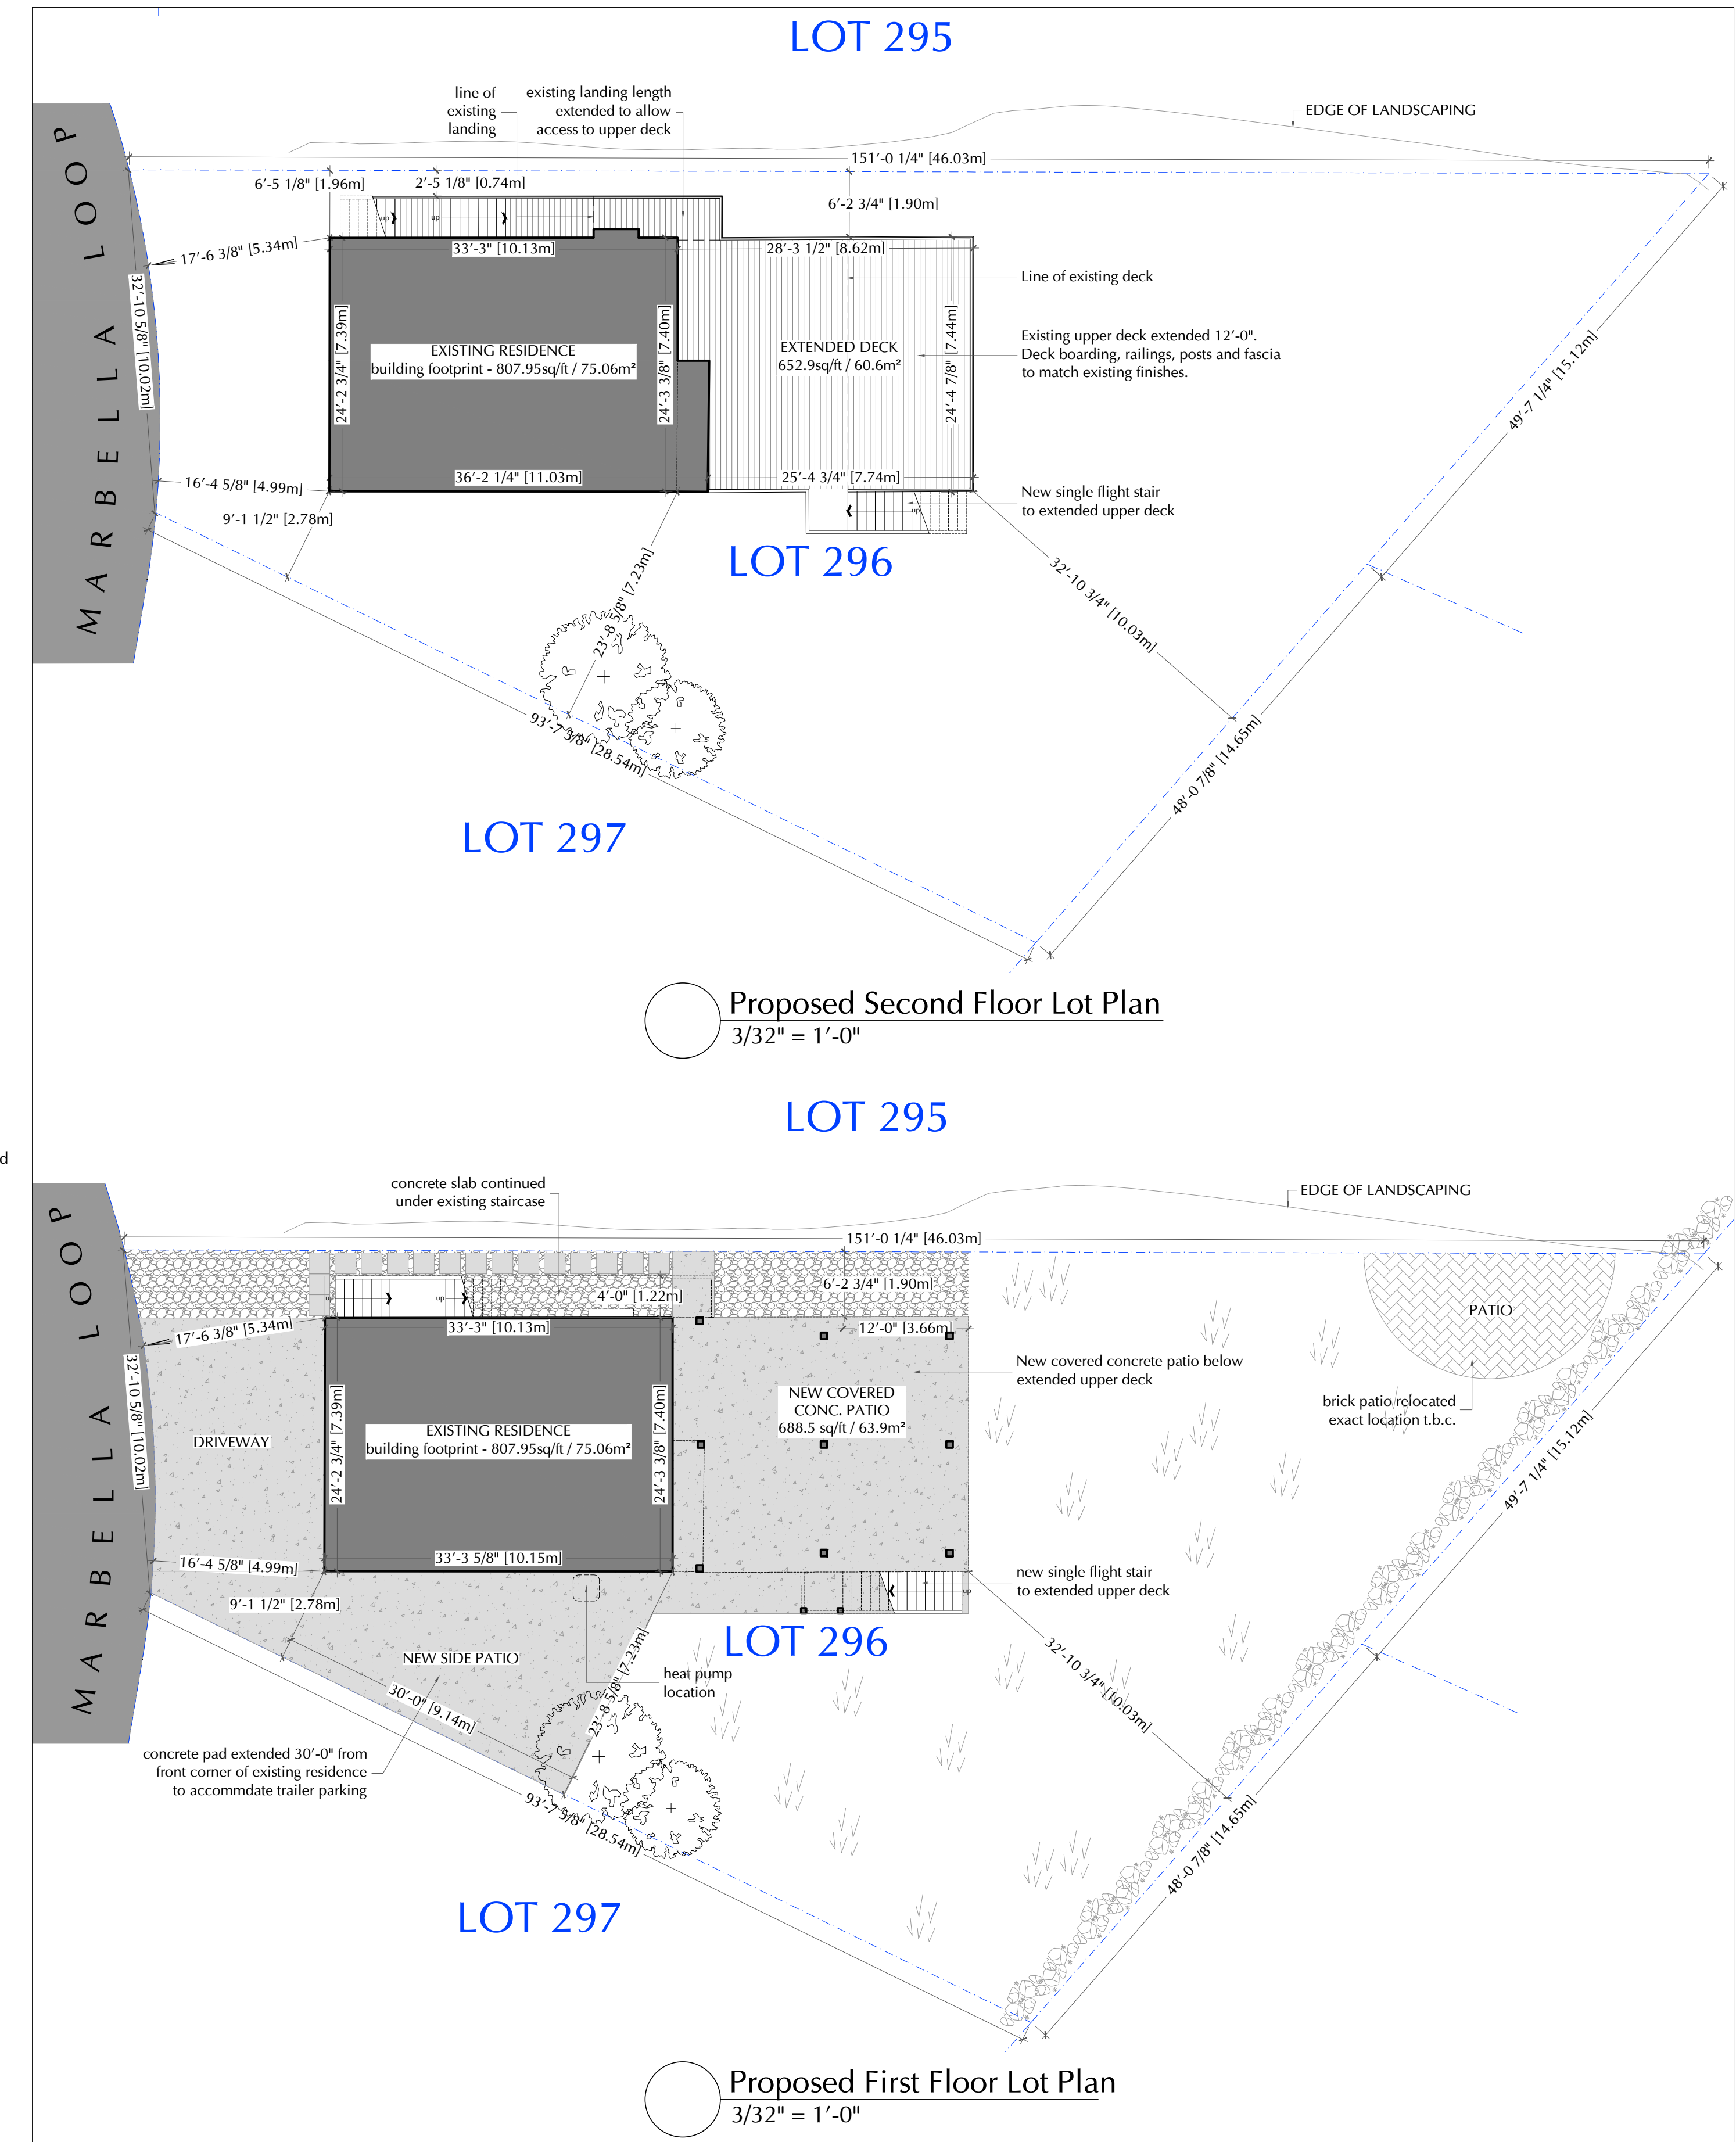 LOT 295
line of
existing
landing
existing landing length
extended to allow
access to upper deck
EDGE OF LANDSCAPING
151'-0 1/4" [46.03m]
6'-5 1/8" [1.96m]
2'-5 1/8" [0.74m]
6'-2 3/4" [1.90m]
up
up
17'-6 3/8" [5.34m]
33'-3" [10.13m]
28'-3 1/2" [8.62m]
Line of existing deck
MARBELLA LOOP
32'-10 5/8" [10.02m]
24'-2 3/4" [7.39m]
24'-3 3/8" [7.40m]
24'-4 7/8" [7.44m]
EXISTING RESIDENCE
building footprint - 807.95sq/ft / 75.06m²
EXTENDED DECK
652.9sq/ft / 60.6m²
Existing upper deck extended 12'-0".
Deck boarding, railings, posts and fascia
to match existing finishes.
49'-7 1/4" [15.12m]
36'-2 1/4" [11.03m]
25'-4 3/4" [7.74m]
16'-4 5/8" [4.99m]
9'-1 1/2" [2.78m]
New single flight stair
to extended upper deck
up
LOT 296
23'-8 5/8" [7.23m]
32'-10 3/4" [10.03m]
93'-7 5/8" [28.54m]
48'-0 7/8" [14.65m]
LOT 297
Proposed Second Floor Lot Plan
3/32" = 1'-0"
LOT 295
d
concrete slab continued
under existing staircase
EDGE OF LANDSCAPING
151'-0 1/4" [46.03m]
6'-2 3/4" [1.90m]
4'-0" [1.22m]
up
up
PATIO
17'-6 3/8" [5.34m]
33'-3" [10.13m]
12'-0" [3.66m]
New covered concrete patio below
extended upper deck
MARBELLA LOOP
32'-10 5/8" [10.02m]
24'-2 3/4" [7.39m]
24'-3 3/8" [7.40m]
NEW COVERED
CONC. PATIO
688.5 sq/ft / 63.9m²
brick patio relocated
exact location t.b.c.
DRIVEWAY
EXISTING RESIDENCE
building footprint - 807.95sq/ft / 75.06m²
49'-7 1/4" [15.12m]
33'-3 5/8" [10.15m]
16'-4 5/8" [4.99m]
9'-1 1/2" [2.78m]
new single flight stair
to extended upper deck
up
LOT 296
NEW SIDE PATIO
heat pump
location
23'-8 5/8" [7.23m]
32'-10 3/4" [10.03m]
30'-0" [9.14m]
concrete pad extended 30'-0" from
front corner of existing residence
to accommdate trailer parking
93'-7 5/8" [28.54m]
48'-0 7/8" [14.65m]
LOT 297
Proposed First Floor Lot Plan
3/32" = 1'-0"